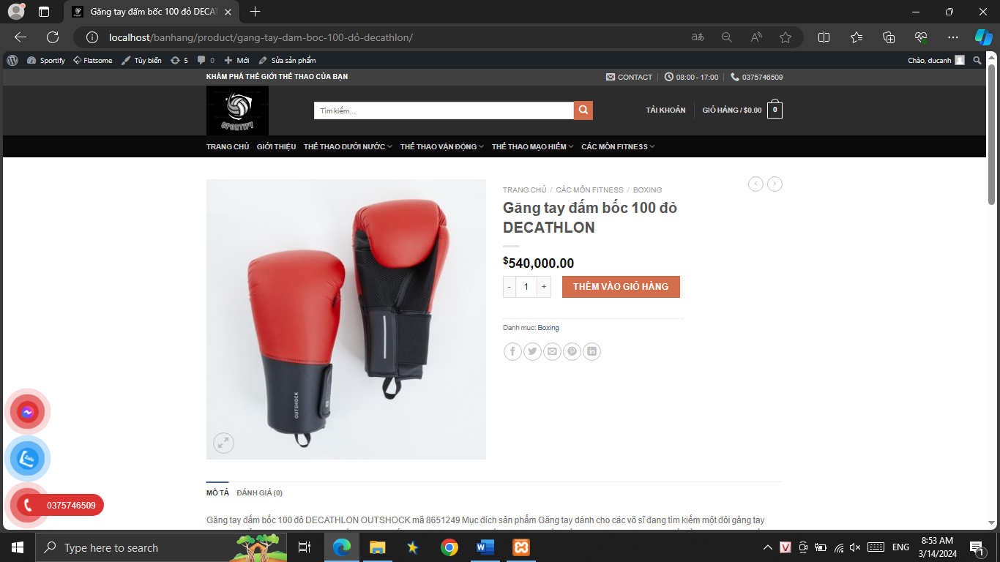 Găng tay đấm bốc 100 đỏ DECAT
localhost/banhang/product/gang-tay-dam-boc-100-dỏ-decathlon/
Sportify Flatsome Tùy biến 5 0 Mới Sửa sản phẩm Chào, ducanh
KHÁM PHÁ THẾ GIỚI THỂ THAO CỦA BẠN CONTACT 08:00 - 17:00 0375746509
SPORTIFI
Tìm kiếm... TÀI KHOẢN GIỎ HÀNG / $0.00 0
TRANG CHỦ GIỚI THIỆU THỂ THAO DƯỚI NƯỚC THỂ THAO VẬN ĐỘNG THỂ THAO MẠO HIỂM CÁC MÔN FITNESS
TRANG CHỦ / CÁC MÔN FITNESS / BOXING
Găng tay đấm bốc 100 đỏ
DECATHLON
$540,000.00
- 1 + THÊM VÀO GIỎ HÀNG
Danh mục: Boxing
OUTSHOCK
Zalo
0375746509
MÔ TẢ ĐÁNH GIÁ (0)
Găng tay đấm bốc 100 đỏ DECATHLON OUTSHOCK mã 8651249 Mục đích sản phẩm Găng tay dành cho các võ sĩ đang tìm kiếm một đôi găng tay
Type here to search ENG 8:53 AM
3/14/2024
1